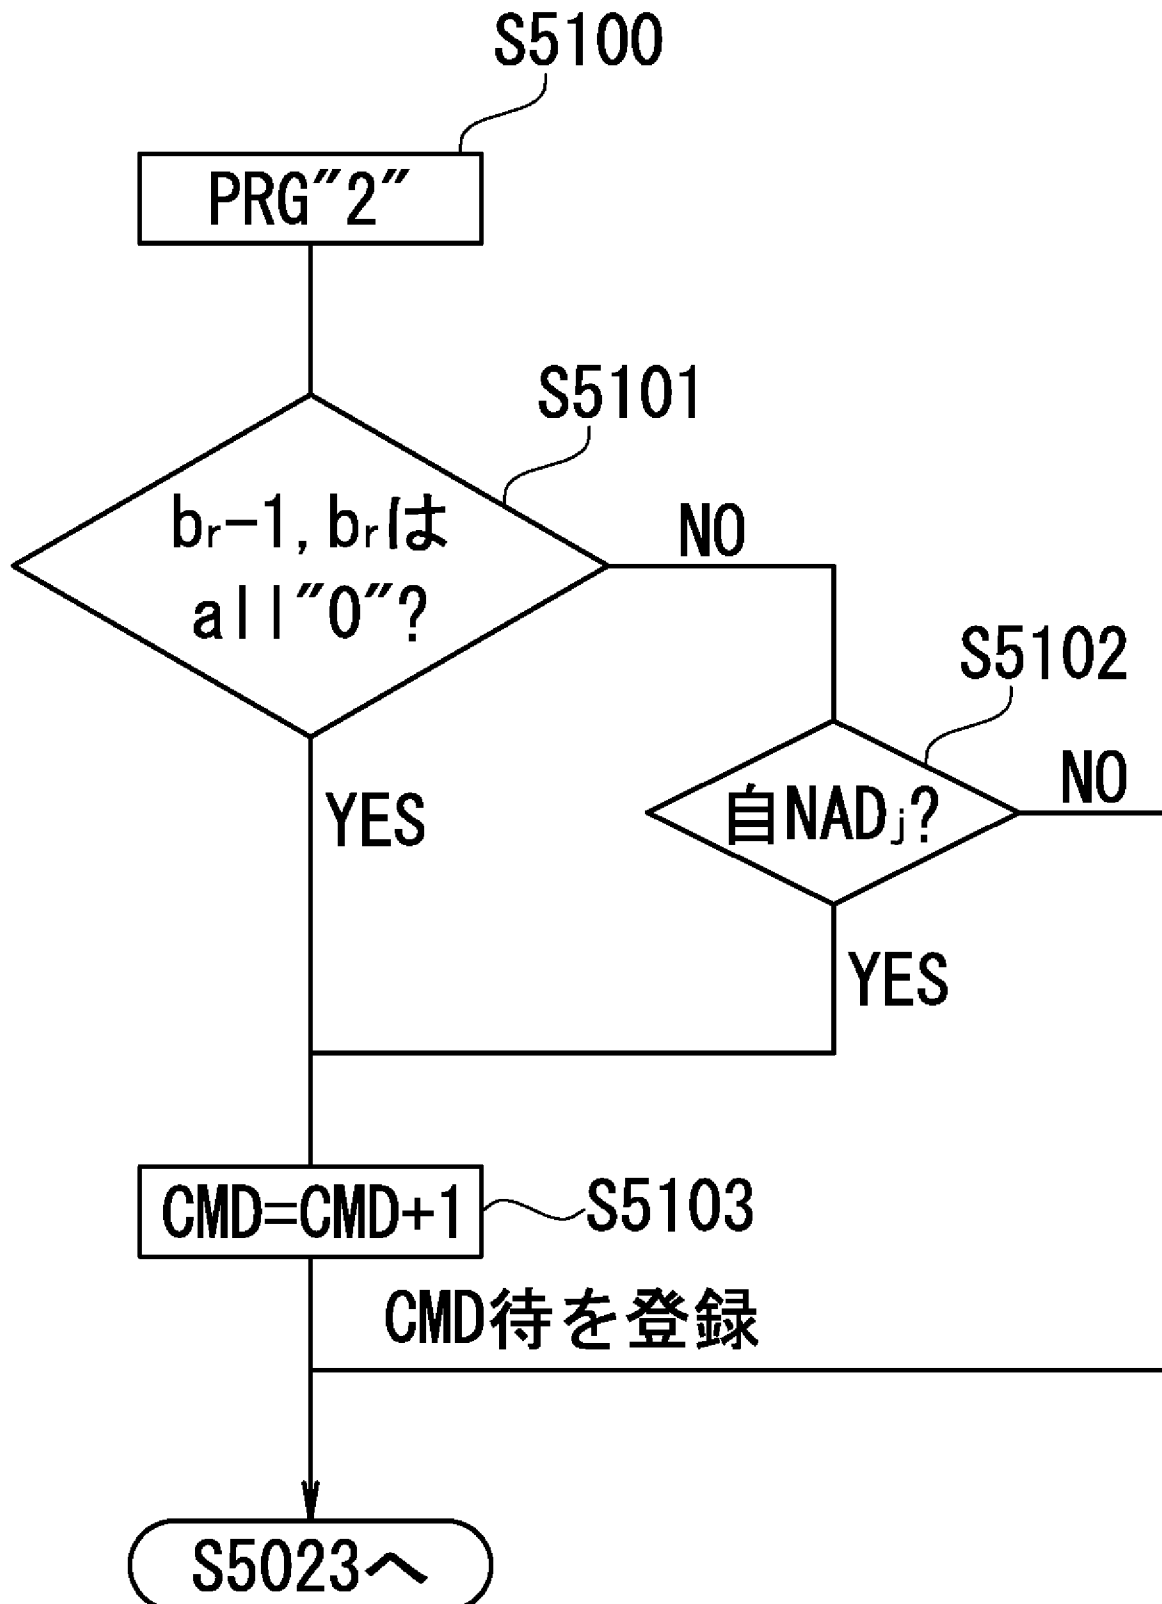 S5100
PRG"2"
S5101
br-1, brは
all"0"?
NO
S5102
自NADj?
NO
YES
YES
CMD=CMD+1
S5103
CMD待を登録
S5023へ